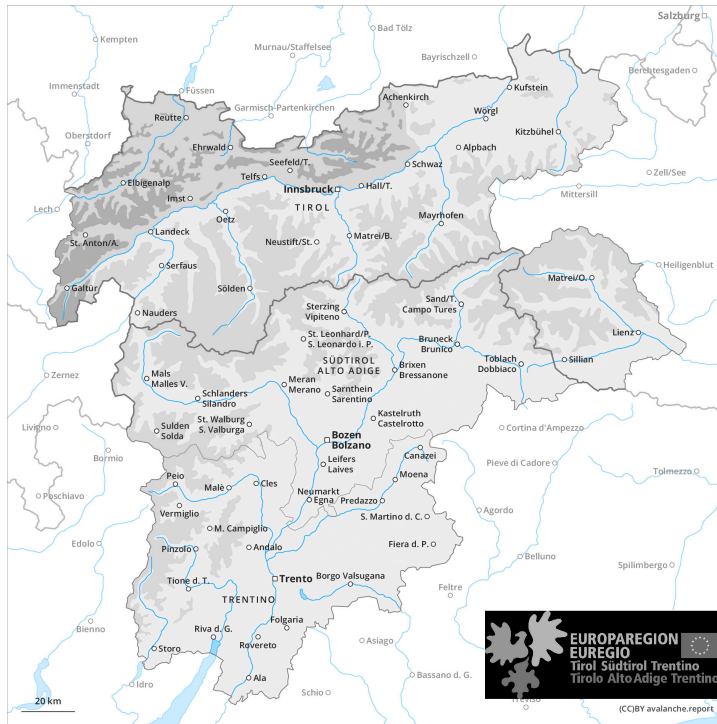 Salzburg
Kempten
Bad Tölz
Murnau/Staffelsee
Bayrischzell
Berchtesgaden
Immenstadt
Füssen
Kufstein
Achenkirch
Garmisch-Partenkirchen
Reutte
Wörgl
Oberstdorf
Kitzbühel
Ehrwald
Alpbach
Seefeld/T.
Schwaz
Zell/See
Telfs
Elbigenalp
Innsbruck
Hall/T.
Mittersill
Imst
Lech
TIROL
Oetz
Mayrhofen
Landeck
Neustift/St.
Matrei/B.
St. Anton/A.
Serfaus
Heiligenblut
Matrei/O.
Galtür
Sölden
Sand/T.
Campo Tures
Nauders
Sterzing
Vipiteno
Lienz
St. Leonhard/P.
S. Leonardo i. P.
Bruneck
Brunico
SÜDTIROL
ALTO ADIGE
Toblach
Dobbiaco
Sillian
Brixen
Bressanone
Zernez
Mals
Malles V.
Meran
Merano
Sarnthein
Sarentino
Schlanders
Silandro
St. Walburg
S. Valburga
Kastelruth
Castelrotto
Livigno
Sulden
Solda
Cortina d'Ampezzo
Bozen
Bolzano
Canazei
Bormio
Leifers
Laives
Pieve di Cadore
Tolmezzo
Moena
Peio
Malè
Cles
Neumarkt
Egna
Predazzo
Poschiavo
Vermiglio
Agordo
S. Martino d. C.
M. Campiglio
Edolo
Pinzolo
Andalo
Fiera d. P.
Belluno
Spilimbergo
Tione d. T.
Trento
Borgo Valsugana
Feltre
TRENTINO
Folgaria
Bienno
Riva d. G.
Rovereto
Asiago
Storo
EUROPAREGION
EUREGIO
Tirol Südtirol Trentino
Tirolo Alto Adige Trentino
Ala
Bassano d. G.
Idro
Schio
Treviso
20 km
(CC)BY avalanche.report